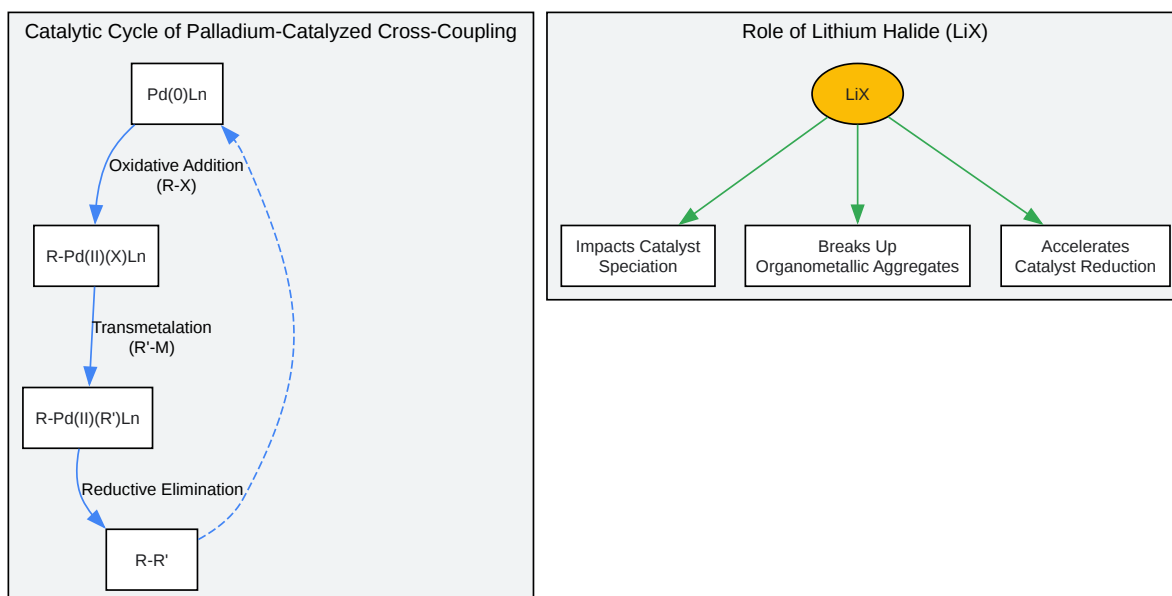 Catalytic Cycle of Palladium-Catalyzed Cross-Coupling
Pd(0)Ln
Oxidative Addition
(R-X)
R-Pd(II)(X)Ln
Transmetalation
(R'-M)
R-Pd(II)(R')Ln
Reductive Elimination
R-R'
Role of Lithium Halide (LiX)
LiX
Impacts Catalyst
Speciation
Breaks Up
Organometallic Aggregates
Accelerates
Catalyst Reduction